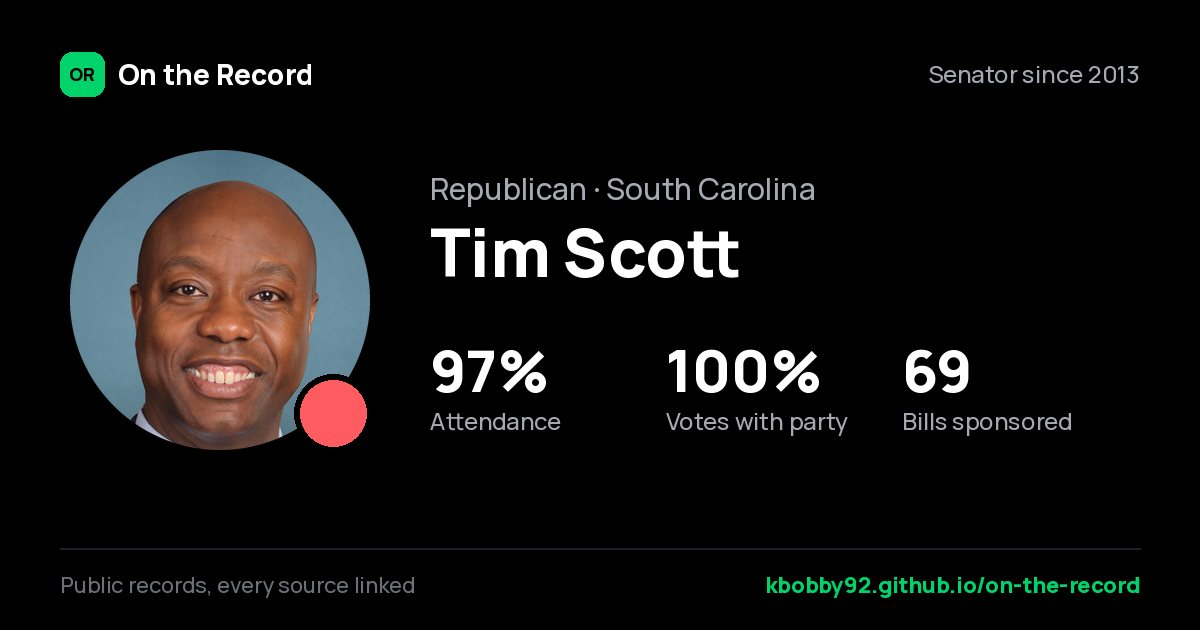 OR On the Record
Senator since 2013
Republican · South Carolina
Tim Scott
97% 100% 69
Attendance Votes with party Bills sponsored
Public records, every source linked
kbobby92.github.io/on-the-record